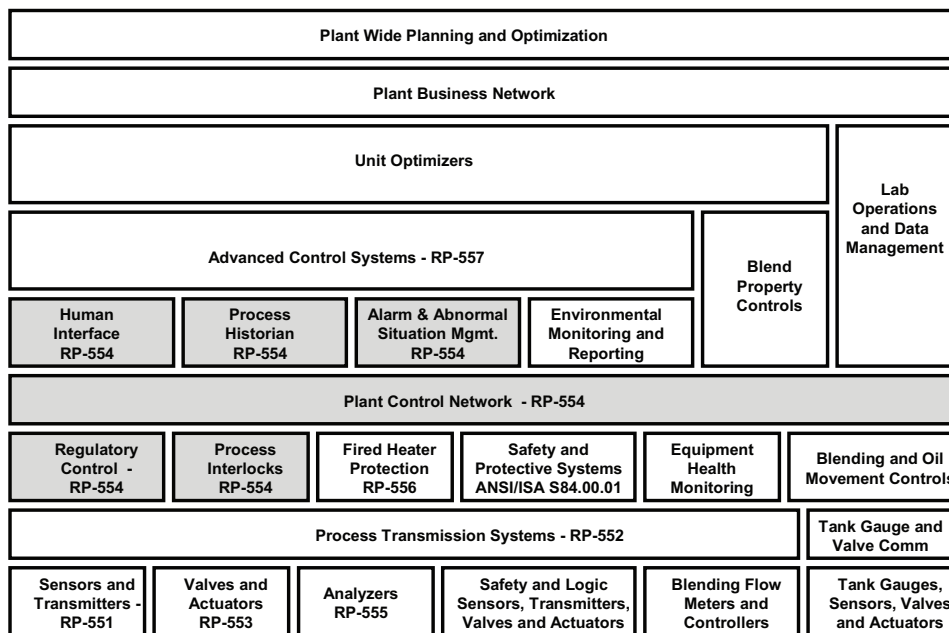 Plant Wide Planning and Optimization
Plant Business Network
Unit Optimizers
Lab
Operations
and Data
Management
Advanced Control Systems - RP-557
Blend
Property
Controls
Human
Interface
RP-554
Process
Historian
RP-554
Alarm & Abnormal
Situation Mgmt.
RP-554
Environmental
Monitoring and
Reporting
Plant Control Network - RP-554
Regulatory
Control -
RP-554
Process
Interlocks
RP-554
Fired Heater
Protection
RP-556
Safety and
Protective Systems
ANSI/ISA S84.00.01
Equipment
Health
Monitoring
Blending and Oil
Movement Controls
Process Transmission Systems - RP-552
Tank Gauge and
Valve Comm
Sensors and
Transmitters -
RP-551
Valves and
Actuators
RP-553
Analyzers
RP-555
Safety and Logic
Sensors, Transmitters,
Valves and Actuators
Blending Flow
Meters and
Controllers
Tank Gauges,
Sensors, Valves
and Actuators